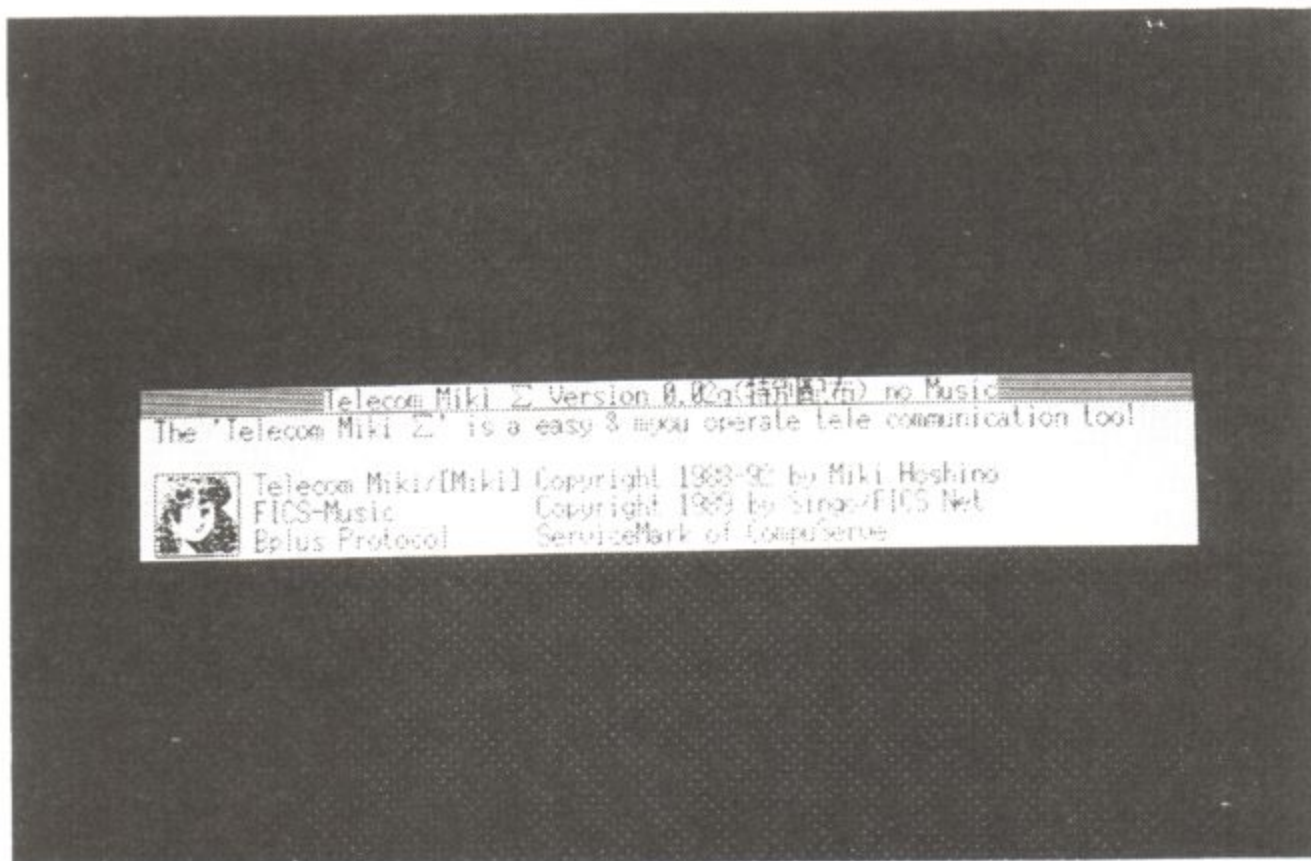 Telecom Miki Σ Version 0.02g(特別配布) no Music
The 'Telecom Miki Σ' is a easy & myou operate tele communication tool
Telecom Miki/[Miki] Copyright 1988-92 by Miki Hoshino
FICS-Music Copyright 1989 by Singo/FICS Net
Bplus Protocol ServiceMark of CompuServe